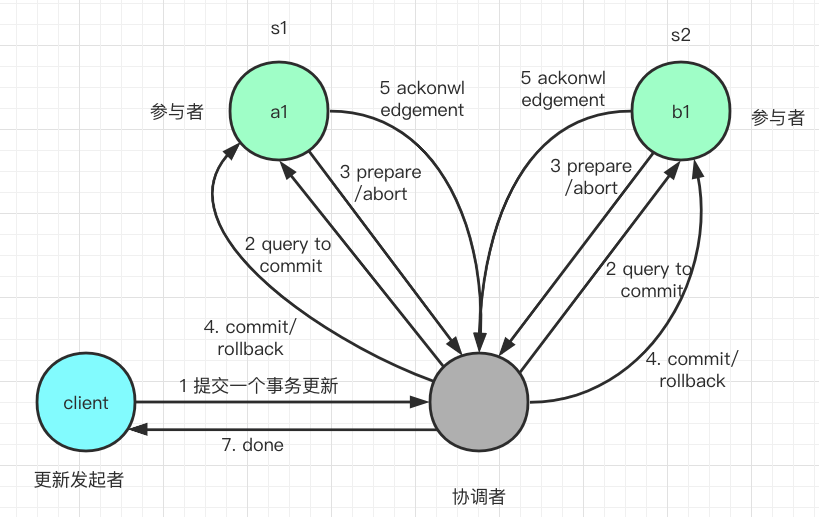 s1
s2
参与者
a1
5 ackonwl
edgement
5 ackonwl
edgement
b1
参与者
3 prepare
/abort
3 prepare
/abort
2 query to
commit
2 query to
commit
4. commit/
rollback
4. commit/
rollback
client
1 提交一个事务更新
7. done
更新发起者
协调者